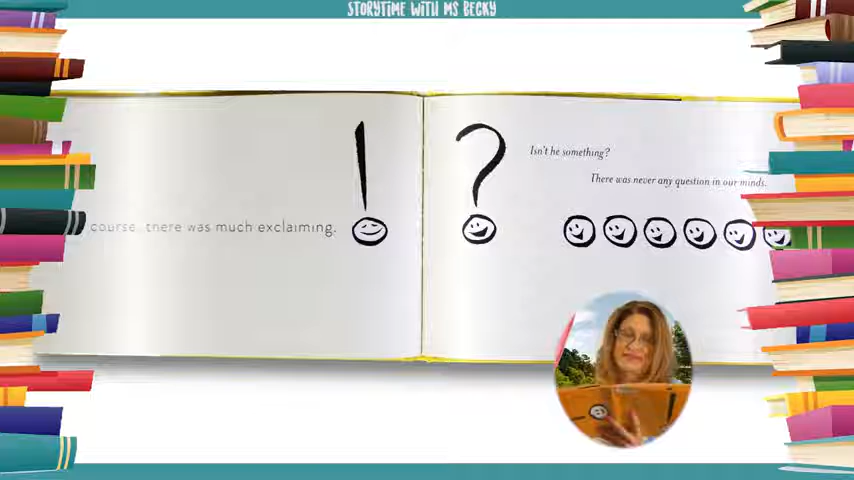 STORYTIME WITH MS BECKY
course, there was much exclaiming.
!
?
Isn't he something?
There was never any question in our minds.